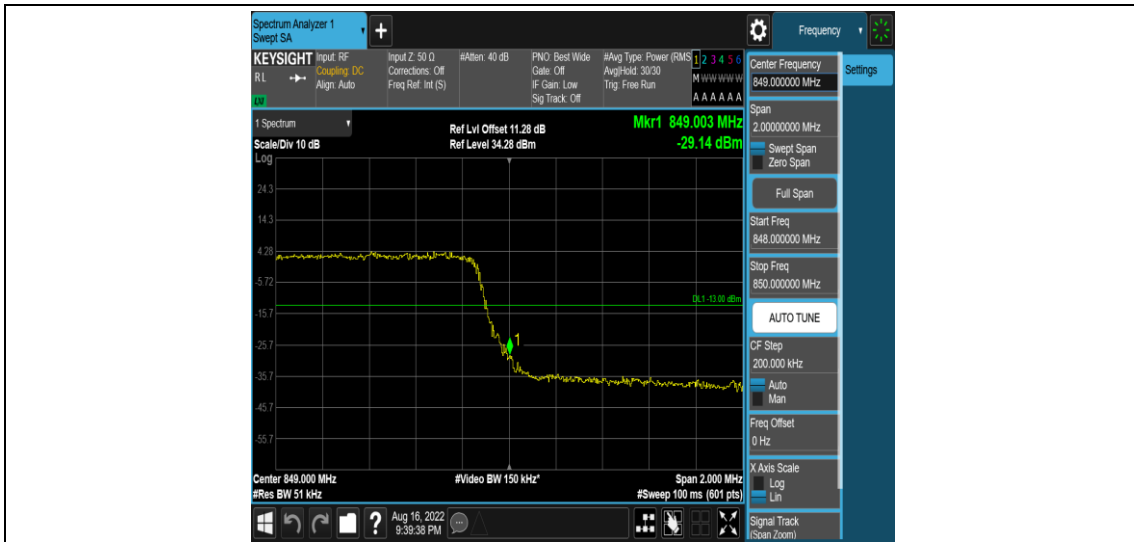 Spectrum Analyzer 1
Swept SA
+
Frequency
KEYSIGHT
RL
Input: RF
Coupling: DC
Align: Auto
Input Z: 50 Ω
Corrections: Off
Freq Ref: Int (S)
#Atten: 40 dB
PNO: Best Wide
Gate: Off
IF Gain: Low
Sig Track: Off
#Avg Type: Power (RMS
Avg|Hold: 30/30
Trig: Free Run
1 2 3 4 5 6
M W W W W W
A A A A A A
1 Spectrum
Scale/Div 10 dB
Log
Ref Lvl Offset 11.28 dB
Ref Level 34.28 dBm
Mkr1 849.003 MHz
-29.14 dBm
24.3
14.3
4.28
-5.72
-15.7
-25.7
-35.7
-45.7
-55.7
DL1 -13.00 dBm
1
Center 849.000 MHz
#Res BW 51 kHz
#Video BW 150 kHz*
Span 2.000 MHz
#Sweep 100 ms (601 pts)
Center Frequency
849.000000 MHz
Settings
Span
2.00000000 MHz
Swept Span
Zero Span
Full Span
Start Freq
848.000000 MHz
Stop Freq
850.000000 MHz
AUTO TUNE
CF Step
200.000 kHz
Auto
Man
Freq Offset
0 Hz
X Axis Scale
Log
Lin
Signal Track
(Span Zoom)
?
Aug 16, 2022
9:39:38 PM